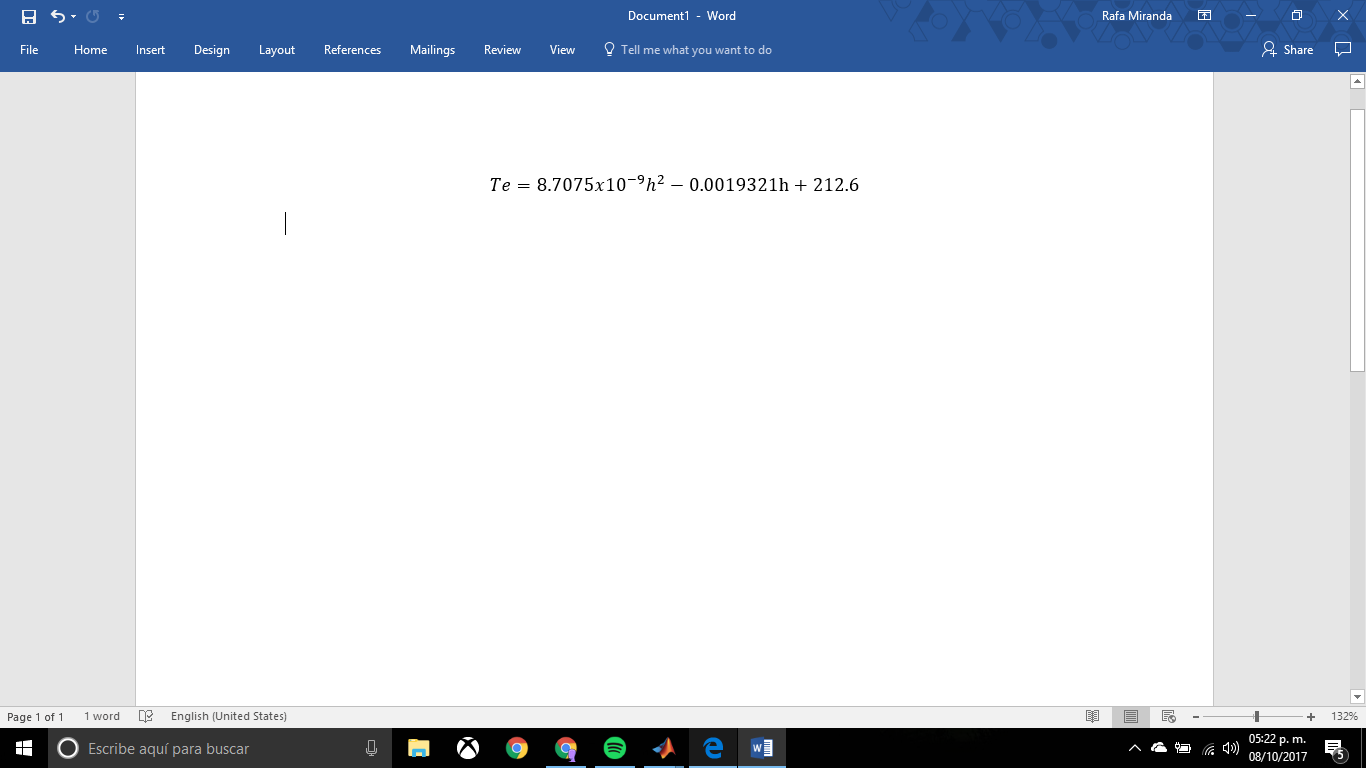 Document1 - Word
Rafa Miranda
File Home Insert Design Layout References Mailings Review View Tell me what you want to do Share
Te = 8.7075x10⁻⁹h² − 0.0019321h + 212.6
Page 1 of 1 1 word English (United States) 132%
Escribe aquí para buscar
05:22 p. m.
08/10/2017
5